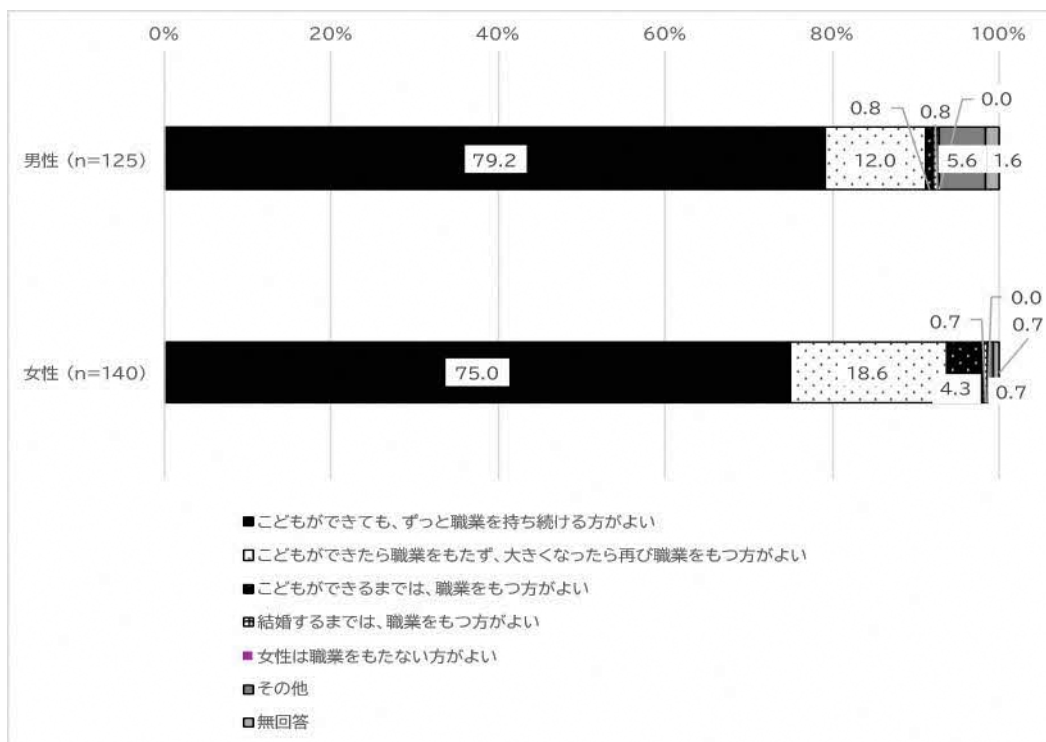 0% 20% 40% 60% 80% 100%
0.8 0.8 0.0
男性 (n=125) 79.2 12.0 5.6 1.6
0.7 0.0 0.7
女性 (n=140) 75.0 18.6 4.3 0.7
こどもができても、ずっと職業を持ち続ける方がよい
こどもができたら職業をもたず、大きくなったら再び職業をもつ方がよい
こどもができるまでは、職業をもつ方がよい
結婚するまでは、職業をもつ方がよい
女性は職業をもたない方がよい
その他
無回答